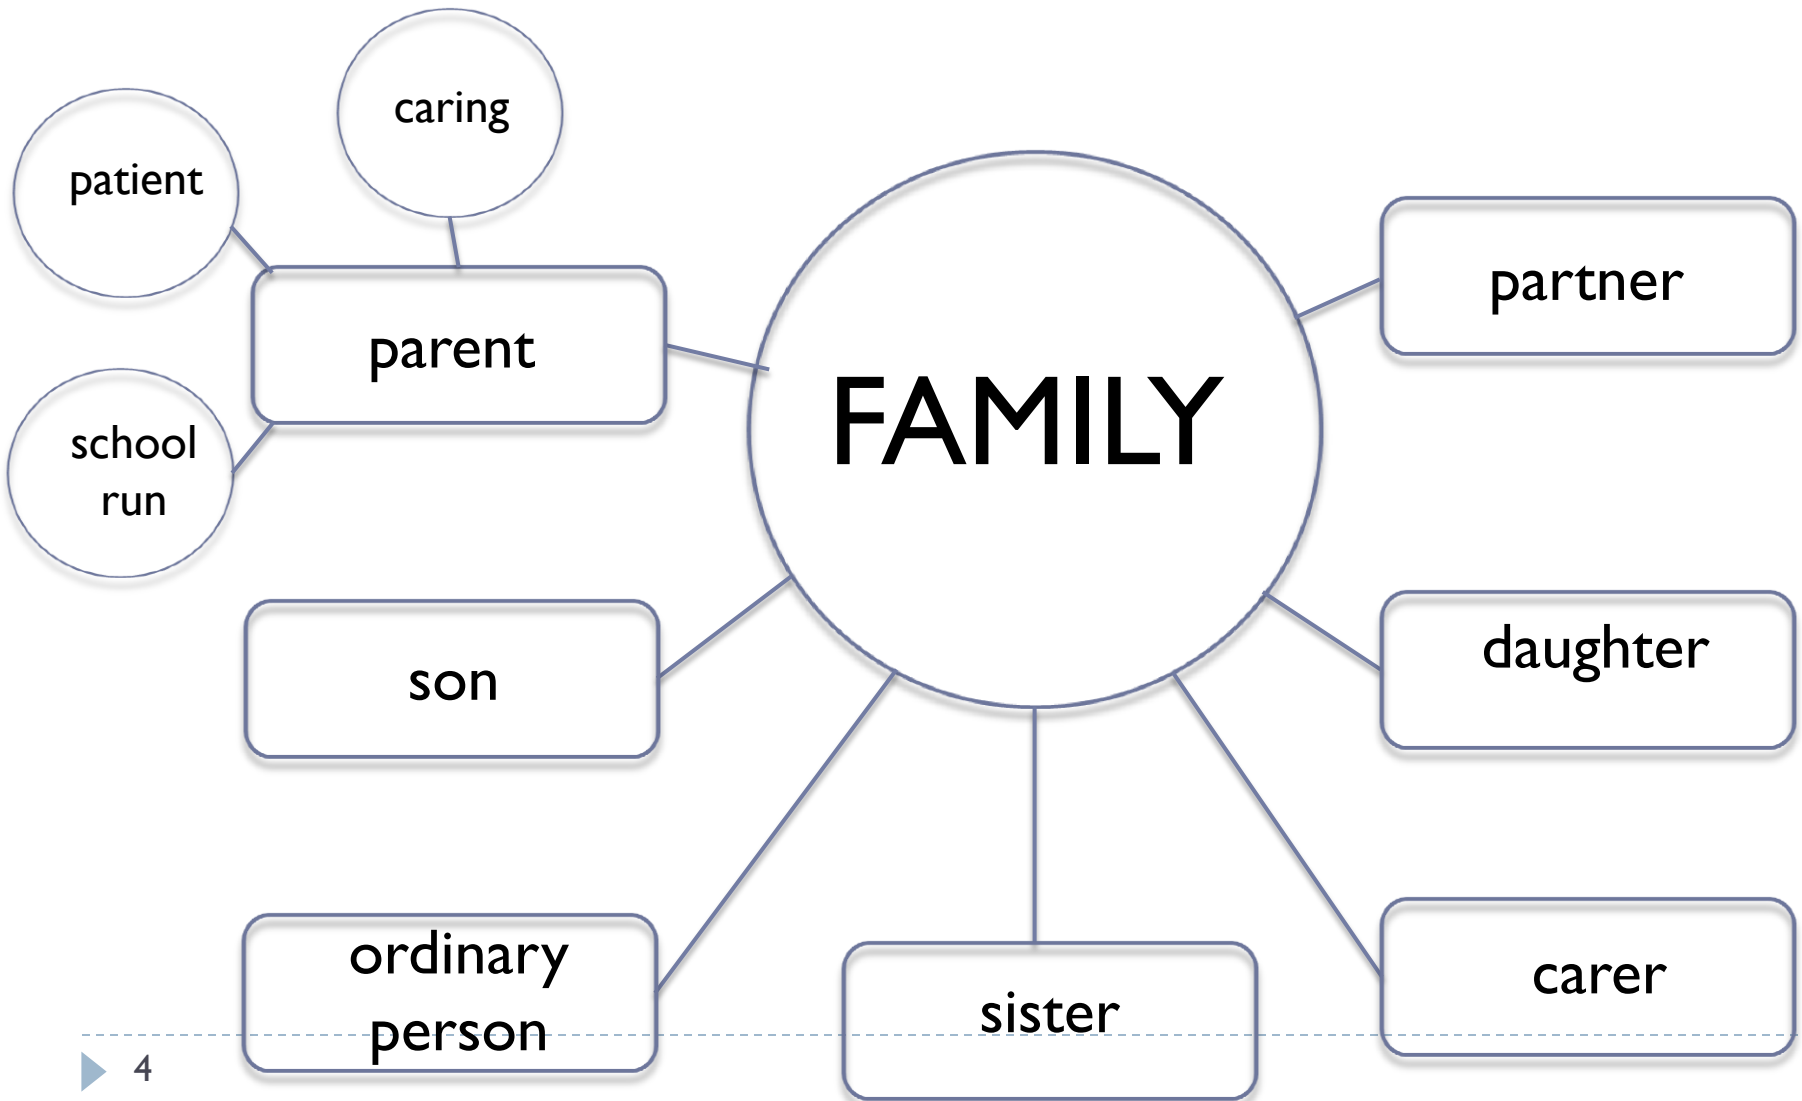 caring
patient
partner
parent
FAMILY
school
run
daughter
son
ordinary
person
sister
carer
4